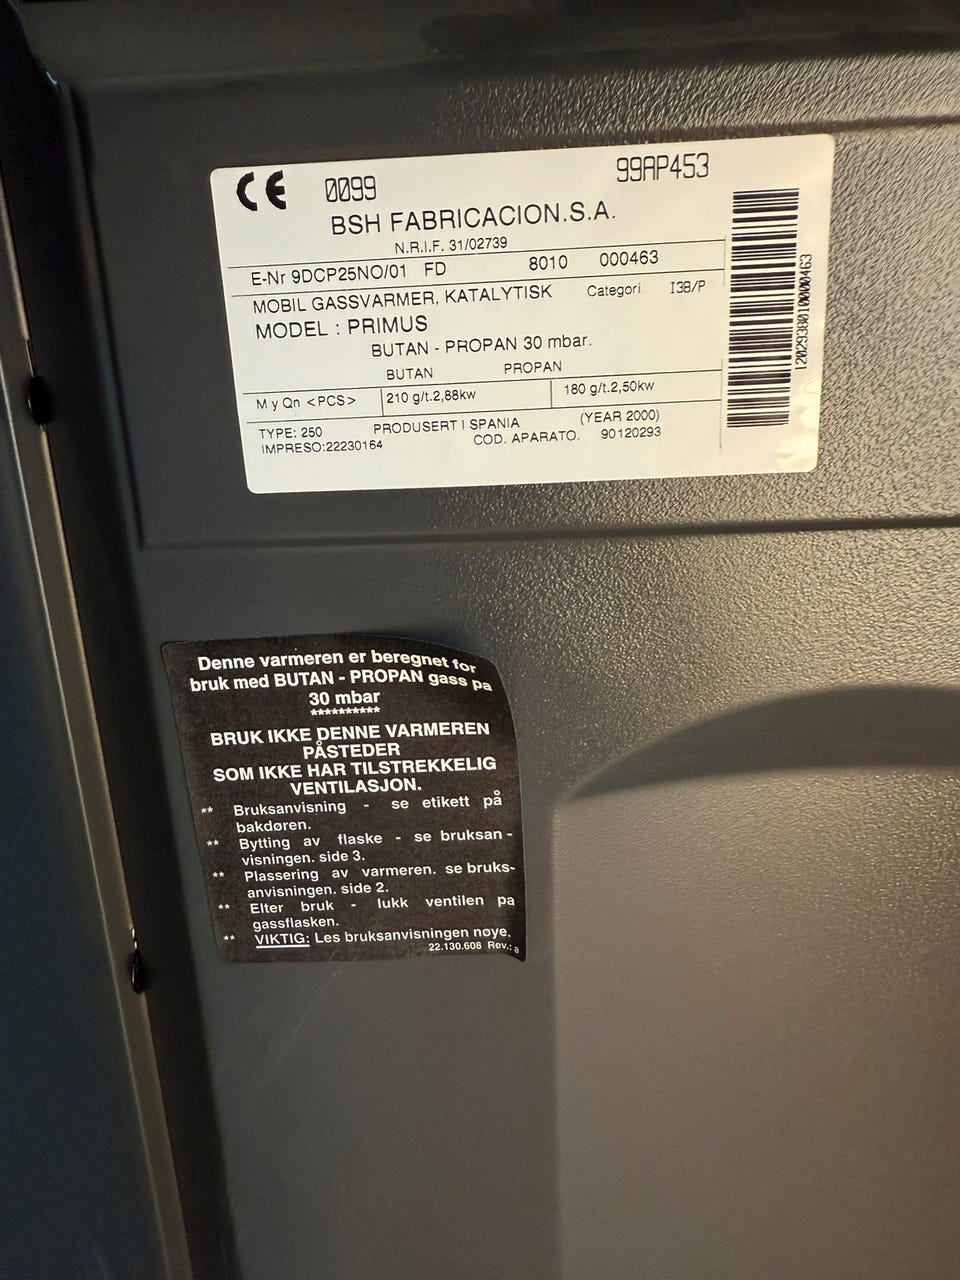 CE 0099 99AP453
BSH FABRICACION.S.A.
N.R.I.F. 31/02739
E-Nr 9DCP25NO/01 FD 8010 000463
MOBIL GASSVARMER, KATALYTISK Categori I3B/P
MODEL : PRIMUS
BUTAN - PROPAN 30 mbar.
BUTAN PROPAN
M y Qn <PCS> 210 g/t.2,88kw 180 g/t.2,50kw
TYPE: 250 PRODUSERT I SPANIA (YEAR 2000)
IMPRESO:22230164 COD. APARATO. 90120293
1202938010000463
Denne varmeren er beregnet for
bruk med BUTAN - PROPAN gass pa
30 mbar
**********
BRUK IKKE DENNE VARMEREN
PÅSTEDER
SOM IKKE HAR TILSTREKKELIG
VENTILASJON.
** Bruksanvisning - se etikett på
bakdøren.
** Bytting av flaske - se bruksan -
visningen. side 3.
** Plassering av varmeren. se bruks-
anvisningen. side 2.
** Elter bruk - lukk ventilen pa
gassflasken.
** VIKTIG: Les bruksanvisningen nøye.
22.130.608 Rev.: a